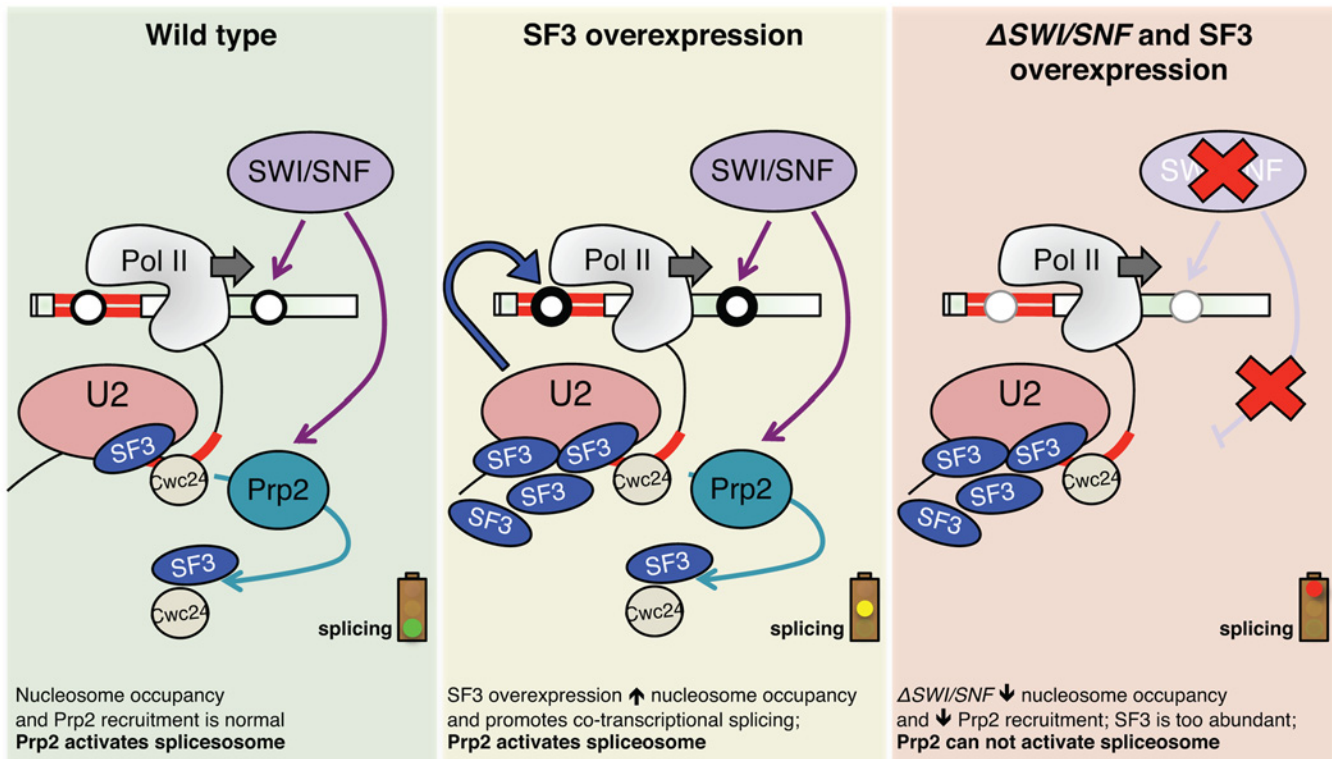 Wild type
SWI/SNF
Pol II
U2
SF3
Cwc24
Prp2
SF3
Cwc24
splicing
Nucleosome occupancy
and Prp2 recruitment is normal
Prp2 activates splicesosome
SF3 overexpression
SWI/SNF
Pol II
U2
SF3
SF3
Cwc24
SF3
SF3
Prp2
SF3
Cwc24
splicing
SF3 overexpression ↑ nucleosome occupancy
and promotes co-transcriptional splicing;
Prp2 activates spliceosome
ΔSWI/SNF and SF3
overexpression
SWI/SNF
Pol II
U2
SF3
SF3
Cwc24
SF3
SF3
splicing
ΔSWI/SNF ↓ nucleosome occupancy
and ↓ Prp2 recruitment; SF3 is too abundant;
Prp2 can not activate spliceosome